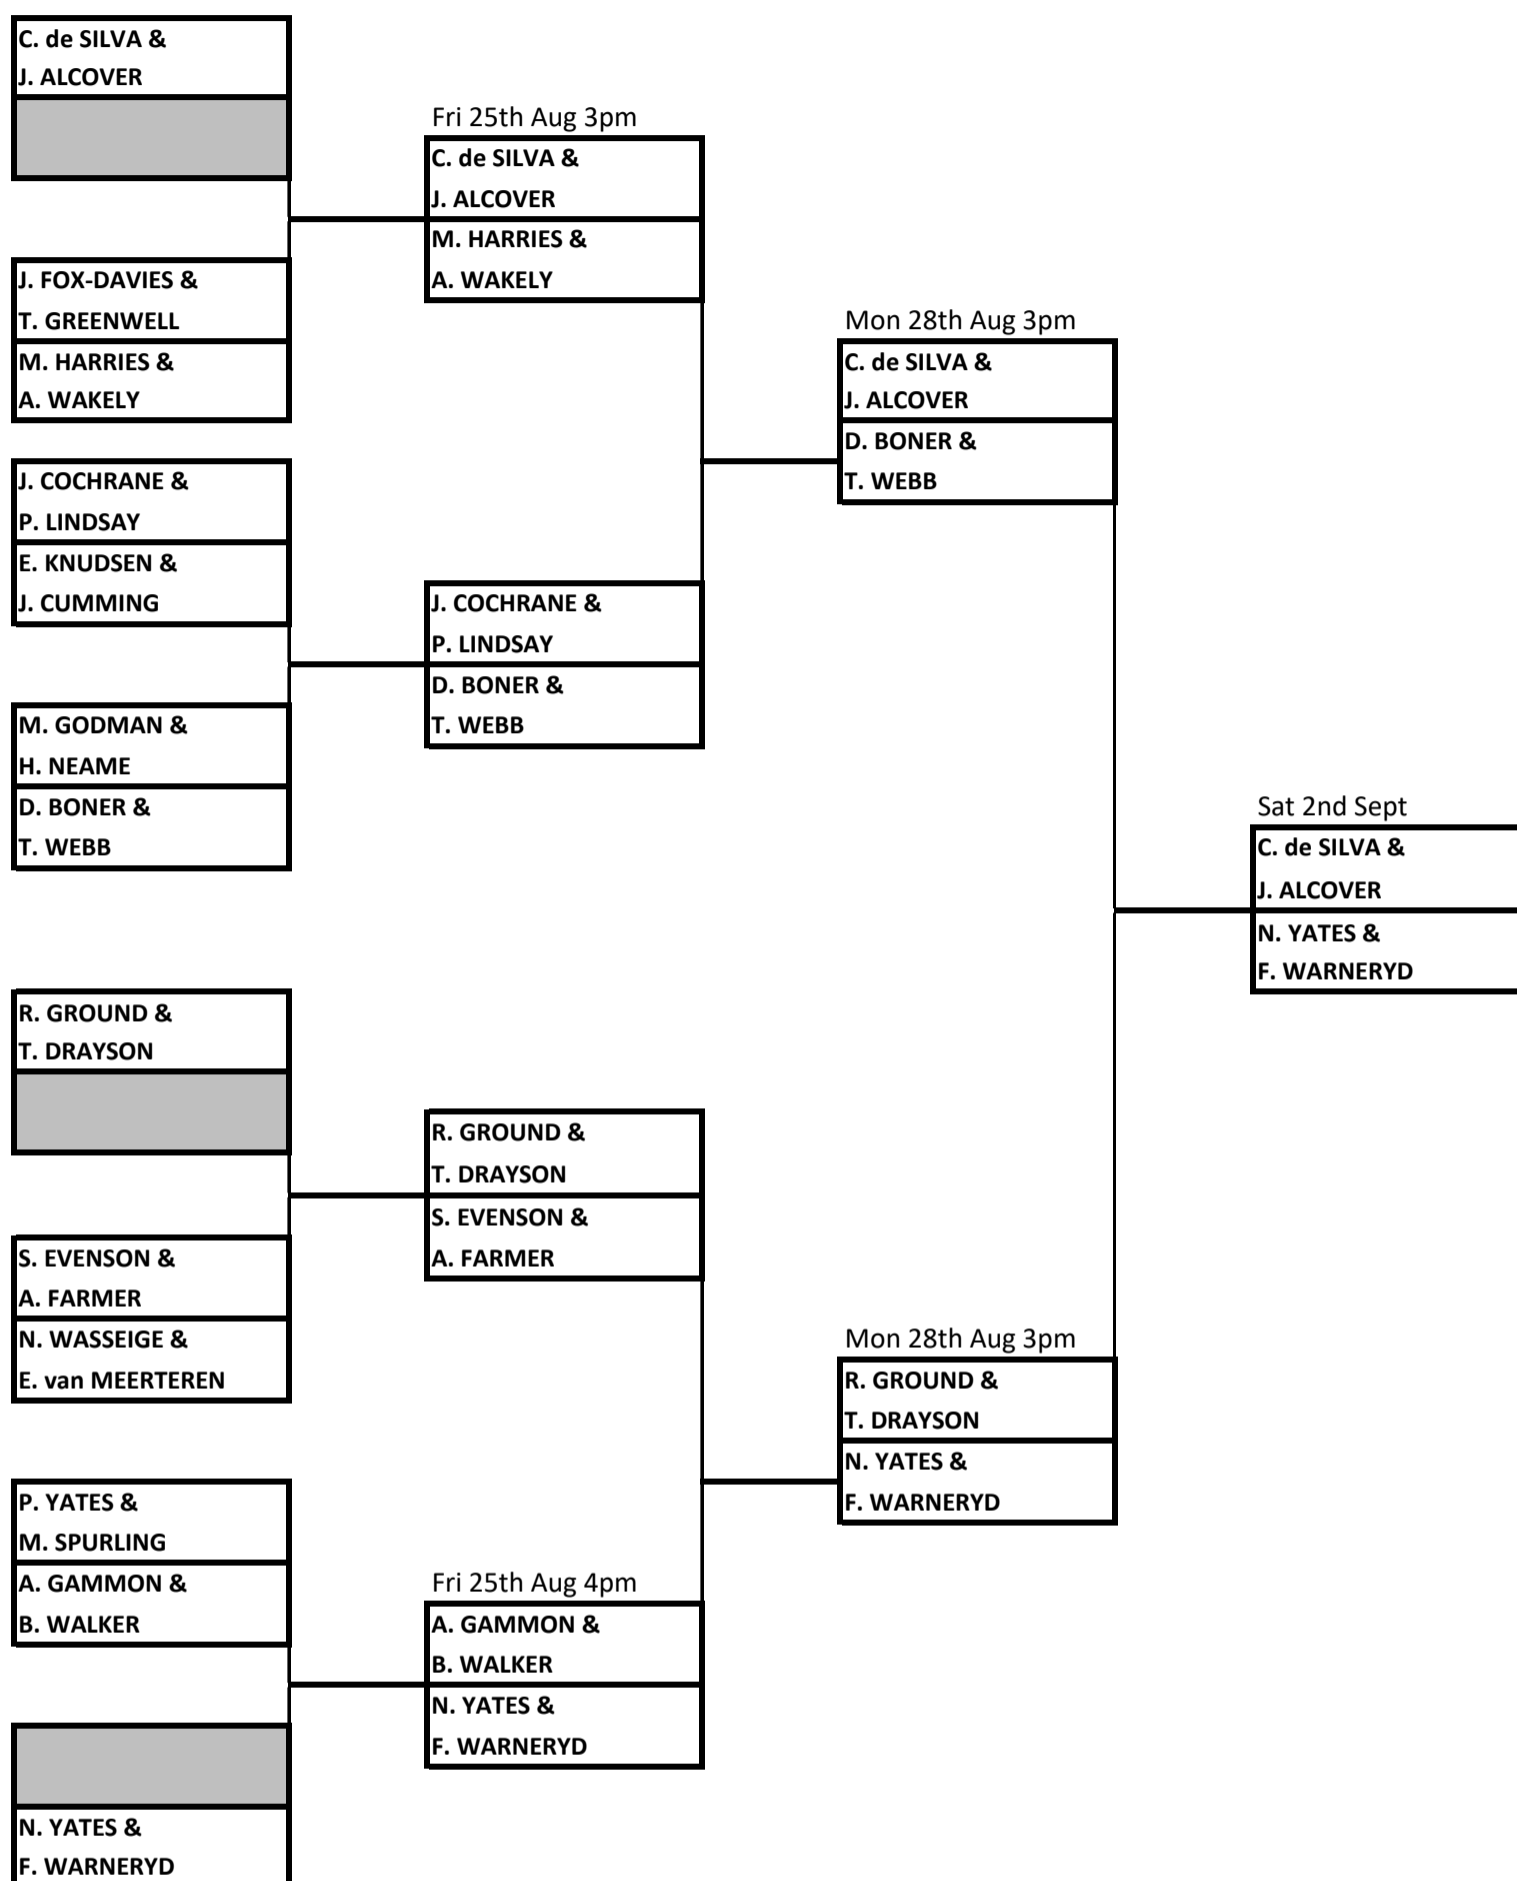 C. de SILVA &
J. ALCOVER
J. FOX-DAVIES &
T. GREENWELL
M. HARRIES &
A. WAKELY
J. COCHRANE &
P. LINDSAY
E. KNUDSEN &
J. CUMMING
M. GODMAN &
H. NEAME
D. BONER &
T. WEBB
R. GROUND &
T. DRAYSON
S. EVENSON &
A. FARMER
N. WASSEIGE &
E. van MEERTEREN
P. YATES &
M. SPURLING
A. GAMMON &
B. WALKER
N. YATES &
F. WARNERYD
Fri 25th Aug 3pm
C. de SILVA &
J. ALCOVER
M. HARRIES &
A. WAKELY
J. COCHRANE &
P. LINDSAY
D. BONER &
T. WEBB
R. GROUND &
T. DRAYSON
S. EVENSON &
A. FARMER
Fri 25th Aug 4pm
A. GAMMON &
B. WALKER
N. YATES &
F. WARNERYD
Mon 28th Aug 3pm
C. de SILVA &
J. ALCOVER
D. BONER &
T. WEBB
Mon 28th Aug 3pm
R. GROUND &
T. DRAYSON
N. YATES &
F. WARNERYD
Sat 2nd Sept
C. de SILVA &
J. ALCOVER
N. YATES &
F. WARNERYD